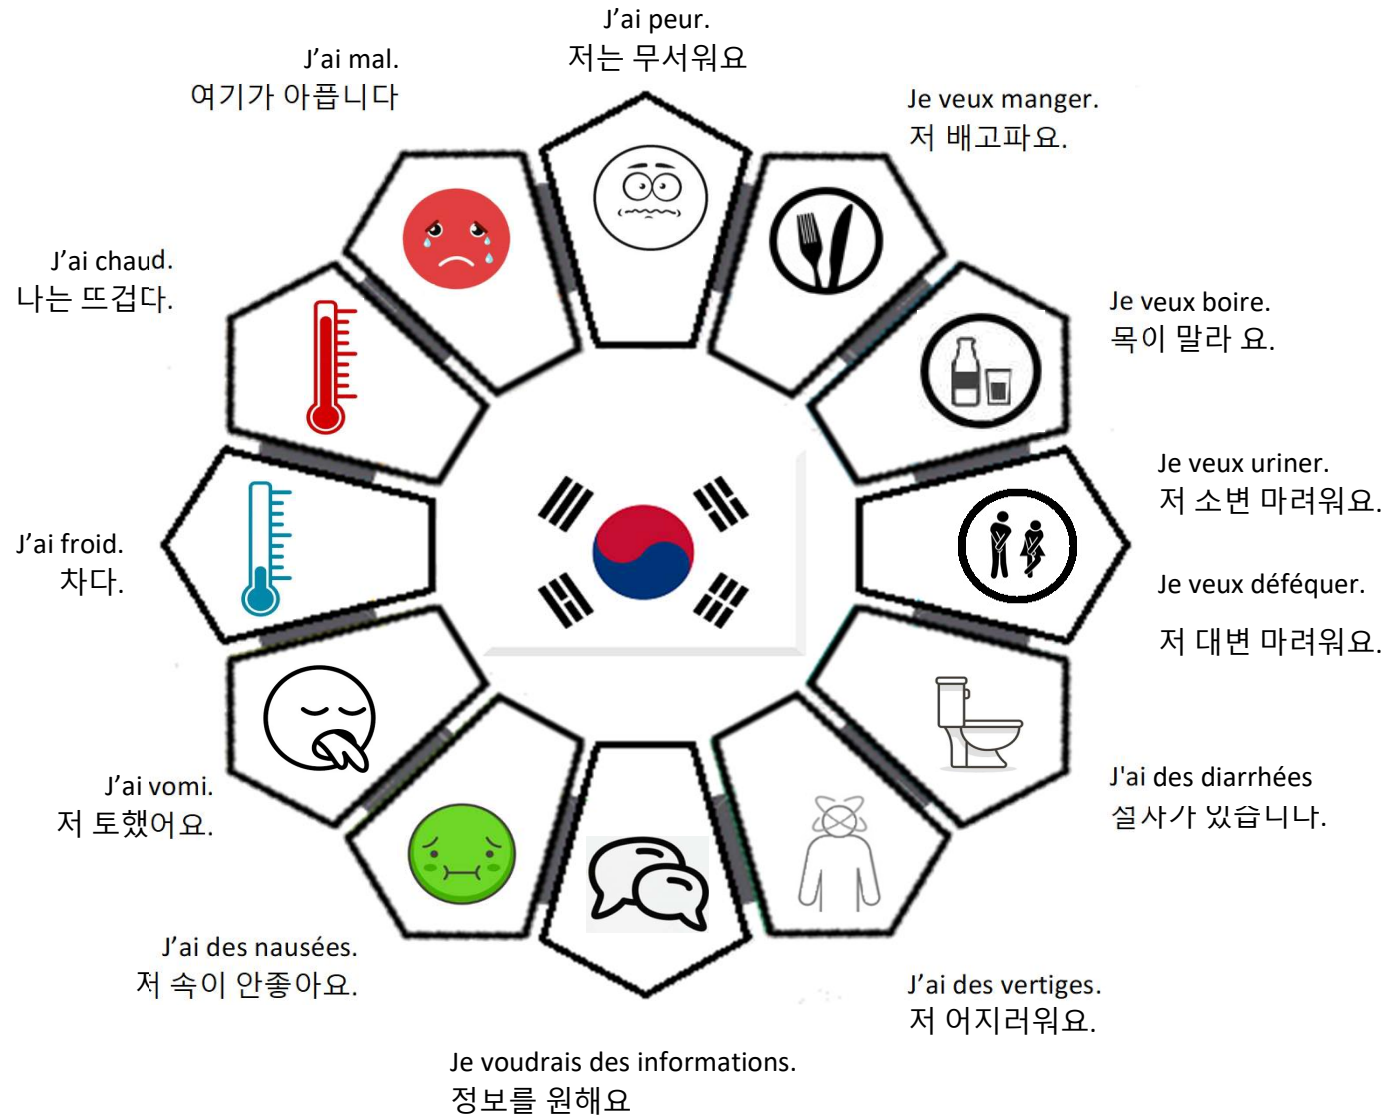 J’ai peur.
저는 무서워요
J’ai mal.
여기가 아픕니다
Je veux manger.
저 배고파요.
J’ai chaud.
나는 뜨겁다.
Je veux boire.
목이 말라 요.
Je veux uriner.
저 소변 마려워요.
J’ai froid.
차다.
Je veux déféquer.
저 대변 마려워요.
J’ai vomi.
저 토했어요.
J'ai des diarrhées
설사가 있습니다.
J’ai des nausées.
저 속이 안좋아요.
J’ai des vertiges.
저 어지러워요.
Je voudrais des informations.
정보를 원해요